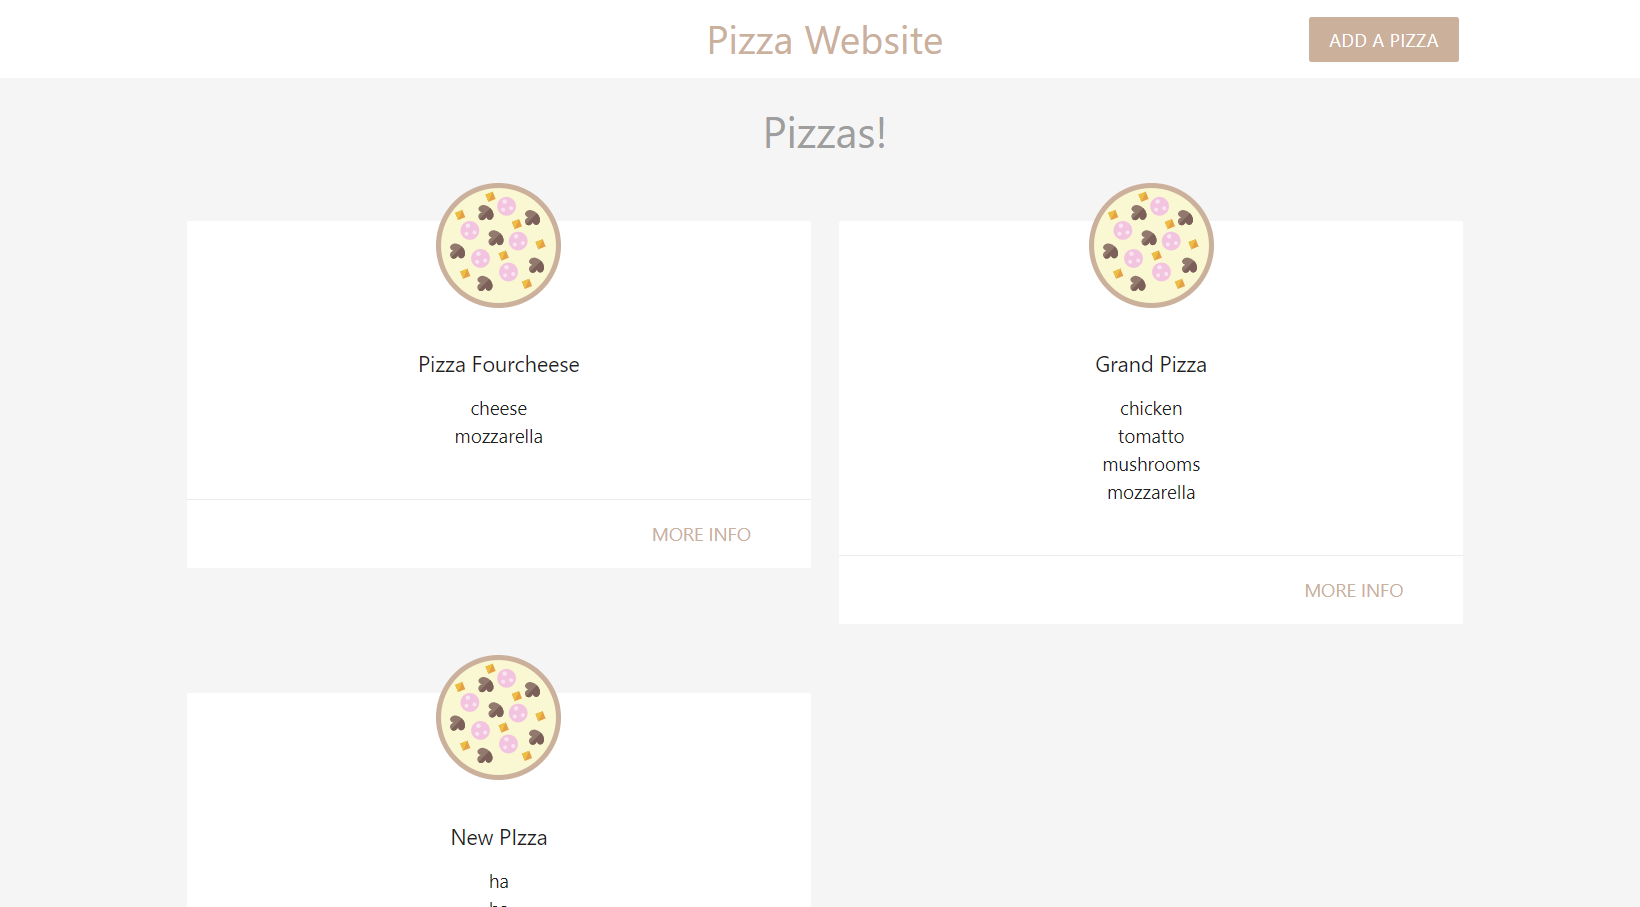 Pizza Website
ADD A PIZZA
Pizzas!
Pizza Fourcheese
cheese
mozzarella
MORE INFO
Grand Pizza
chicken
tomatto
mushrooms
mozzarella
MORE INFO
New PIzza
ha